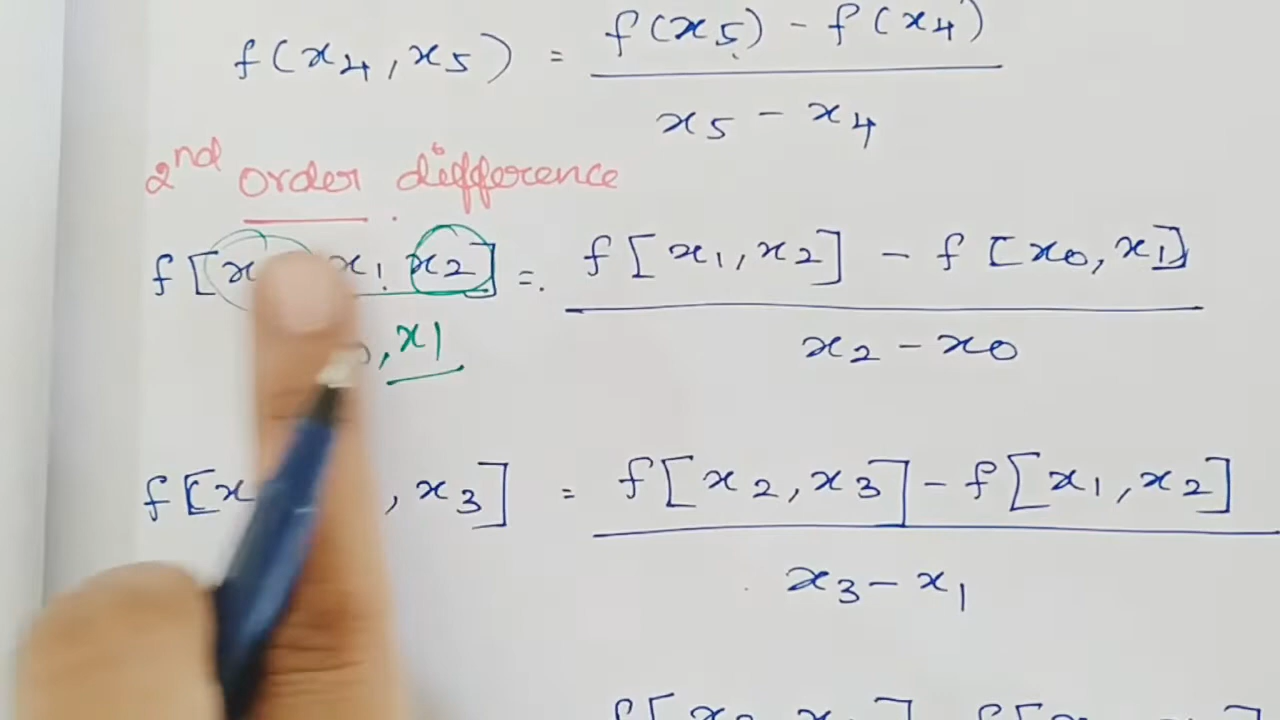 f(x4, x5) = f(x5) - f(x4) / x5 - x4
2nd order difference
f[x x1 x2] = f[x1, x2] - f[x0, x1] / x2 - x0
, x1
f[x , x3] = f[x2, x3] - f[x1, x2] / x3 - x1